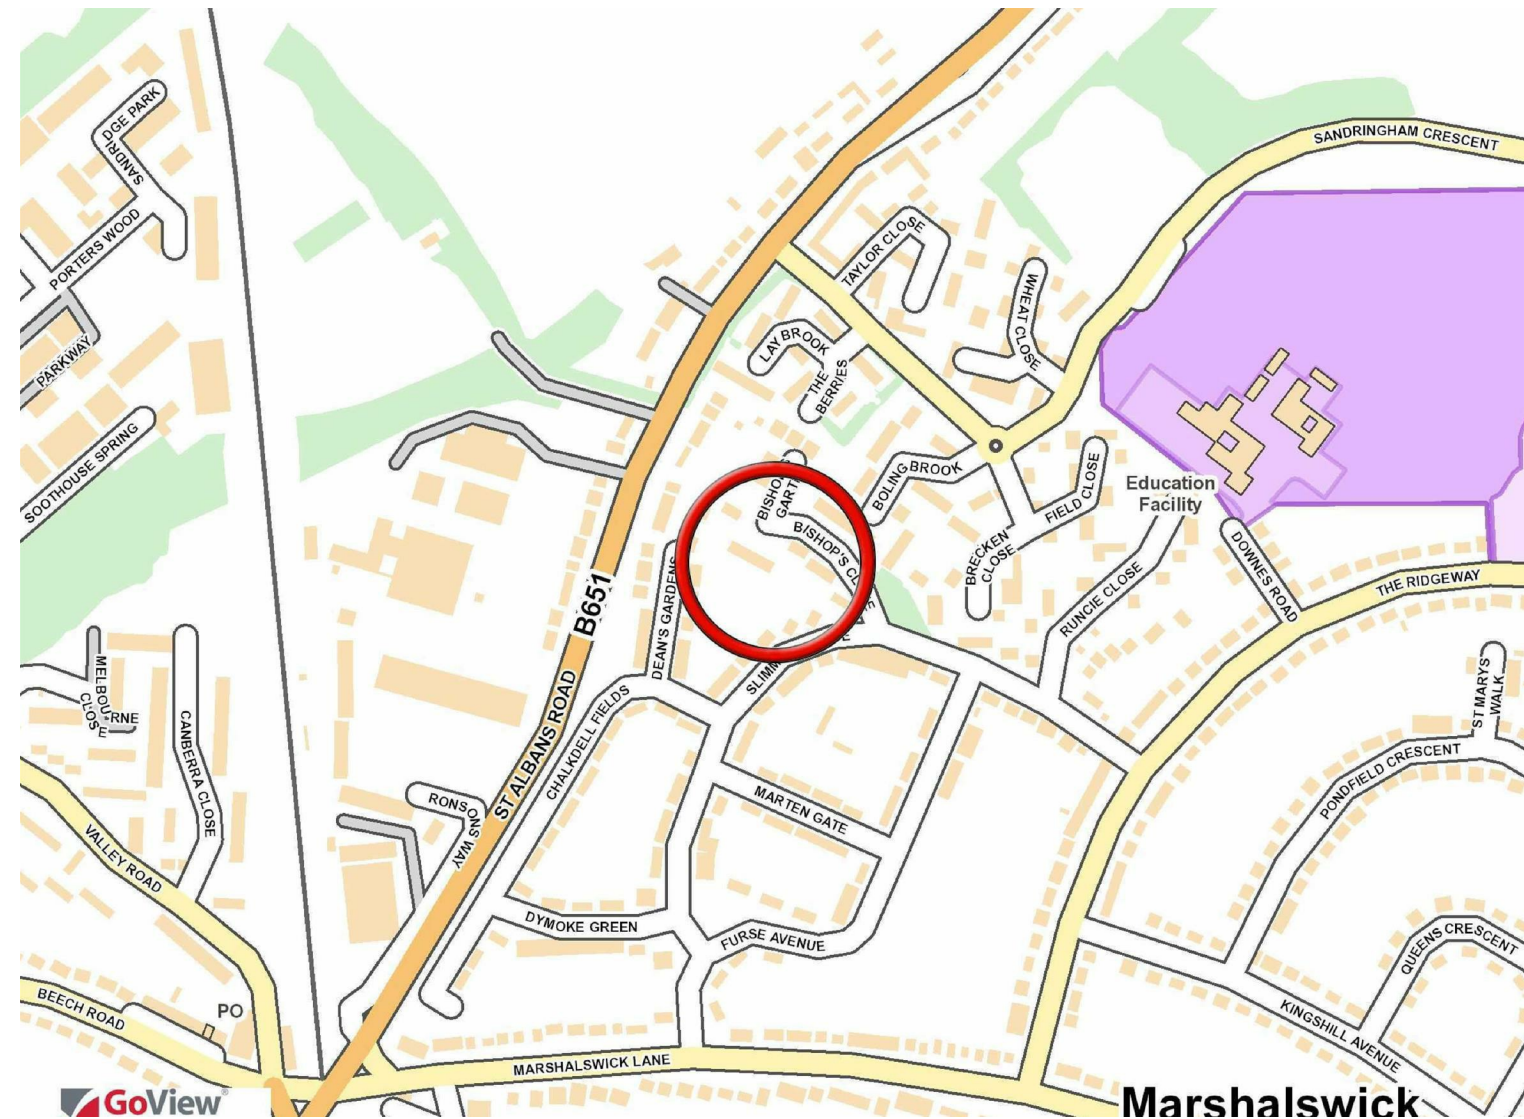 SANDRIDGE PARK
PORTERS WOOD
PARKWAY
SOOTHOUSE SPRING
SANDRINGHAM CRESCENT
TAYLOR CLOSE
WHEAT CLOSE
LAY BROOK
THE
BERRIES
BOLING BROOK
BISHOP'S
Education
Facility
FIELD CLOSE
BRECKEN
CLOSE
RUNCIE CLOSE
DOWNES ROAD
THE RIDGEWAY
DEAN'S GARDENS
B651
ST ALBANS ROAD
CHALKDELL FIELDS
MELBOURNE
CLOSE
CANBERRA CLOSE
VALLEY ROAD
RONSONS WAY
MARTEN GATE
DYMOKE GREEN
FURSE AVENUE
ST MARYS
WALK
PONDFIELD CRESCENT
QUEENS CRESCENT
KINGSHILL AVENUE
PO
BEECH ROAD
MARSHALSWICK LANE
Marshalswick
GoView